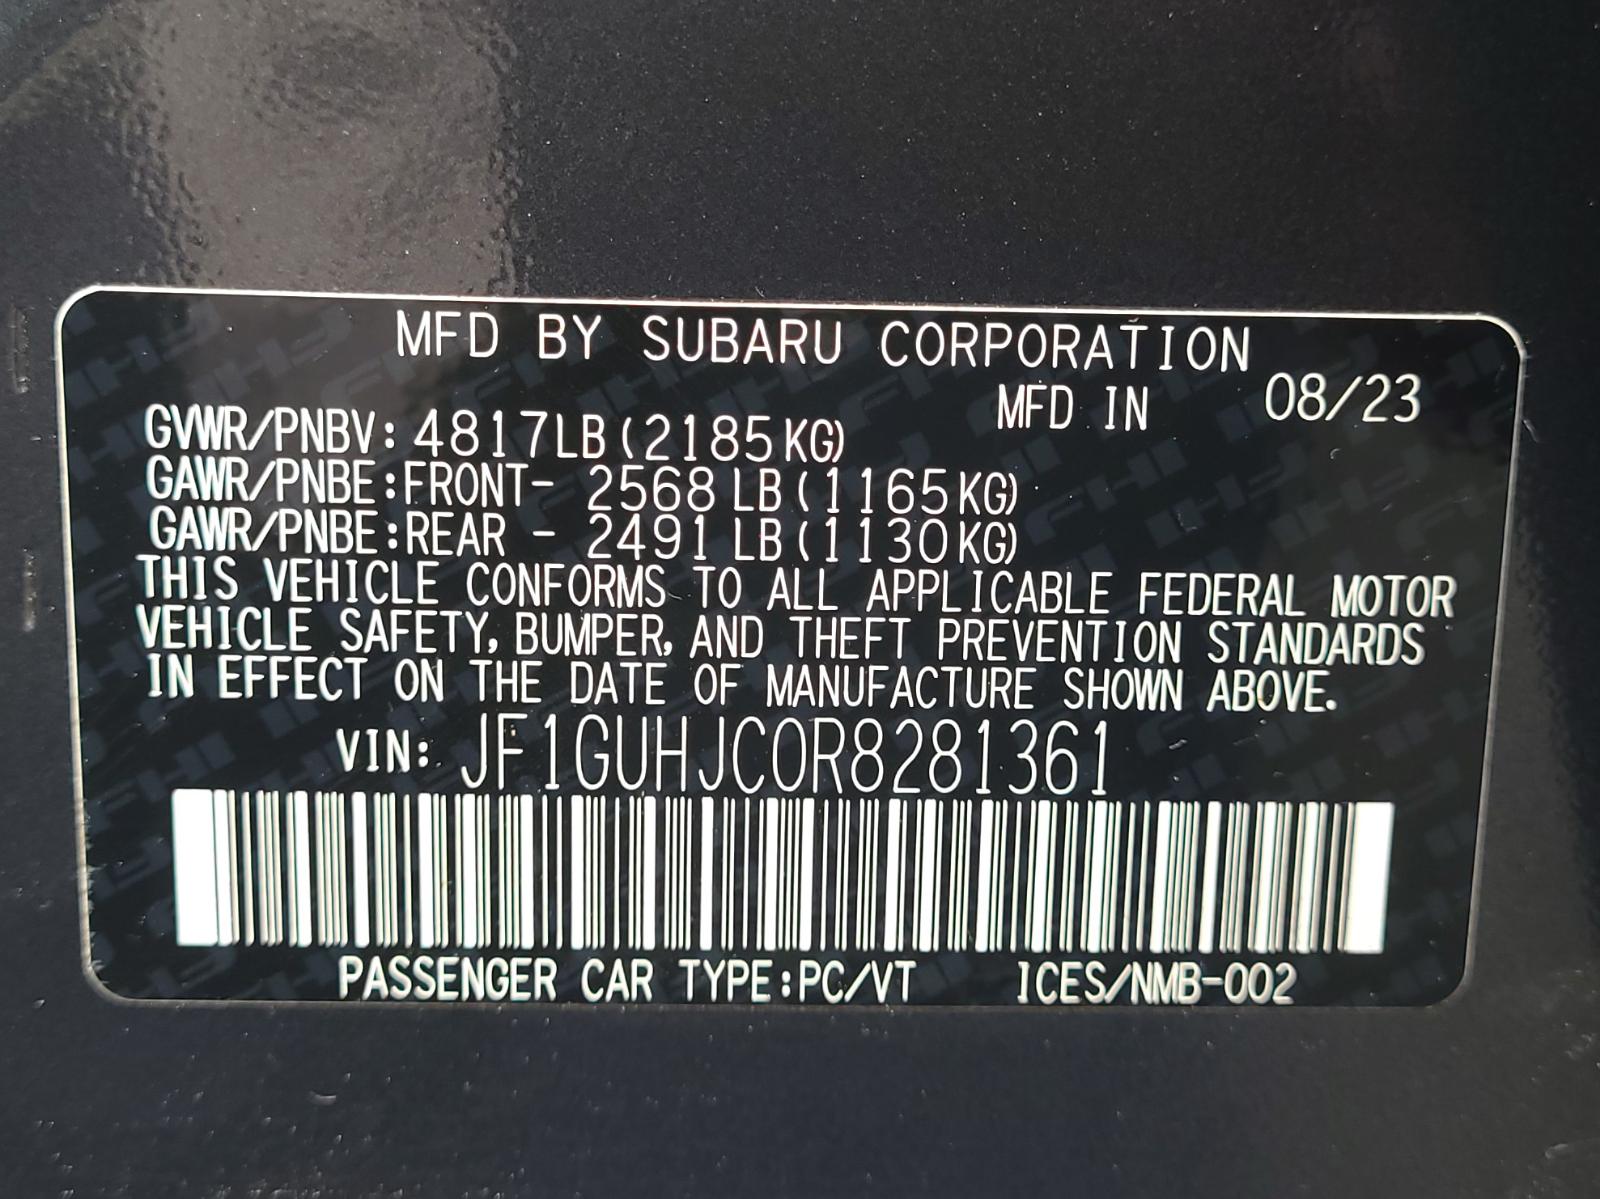 MFD BY SUBARU CORPORATION
MFD IN 08/23
GVWR/PNBV: 4817LB(2185KG)
GAWR/PNBE:FRONT- 2568 LB(1165KG)
GAWR/PNBE:REAR - 2491 LB(1130KG)
THIS VEHICLE CONFORMS TO ALL APPLICABLE FEDERAL MOTOR
VEHICLE SAFETY, BUMPER, AND THEFT PREVENTION STANDARDS
IN EFFECT ON THE DATE OF MANUFACTURE SHOWN ABOVE.
VIN: JF1GUHJC0R8281361
PASSENGER CAR TYPE:PC/VT ICES/NMB-002